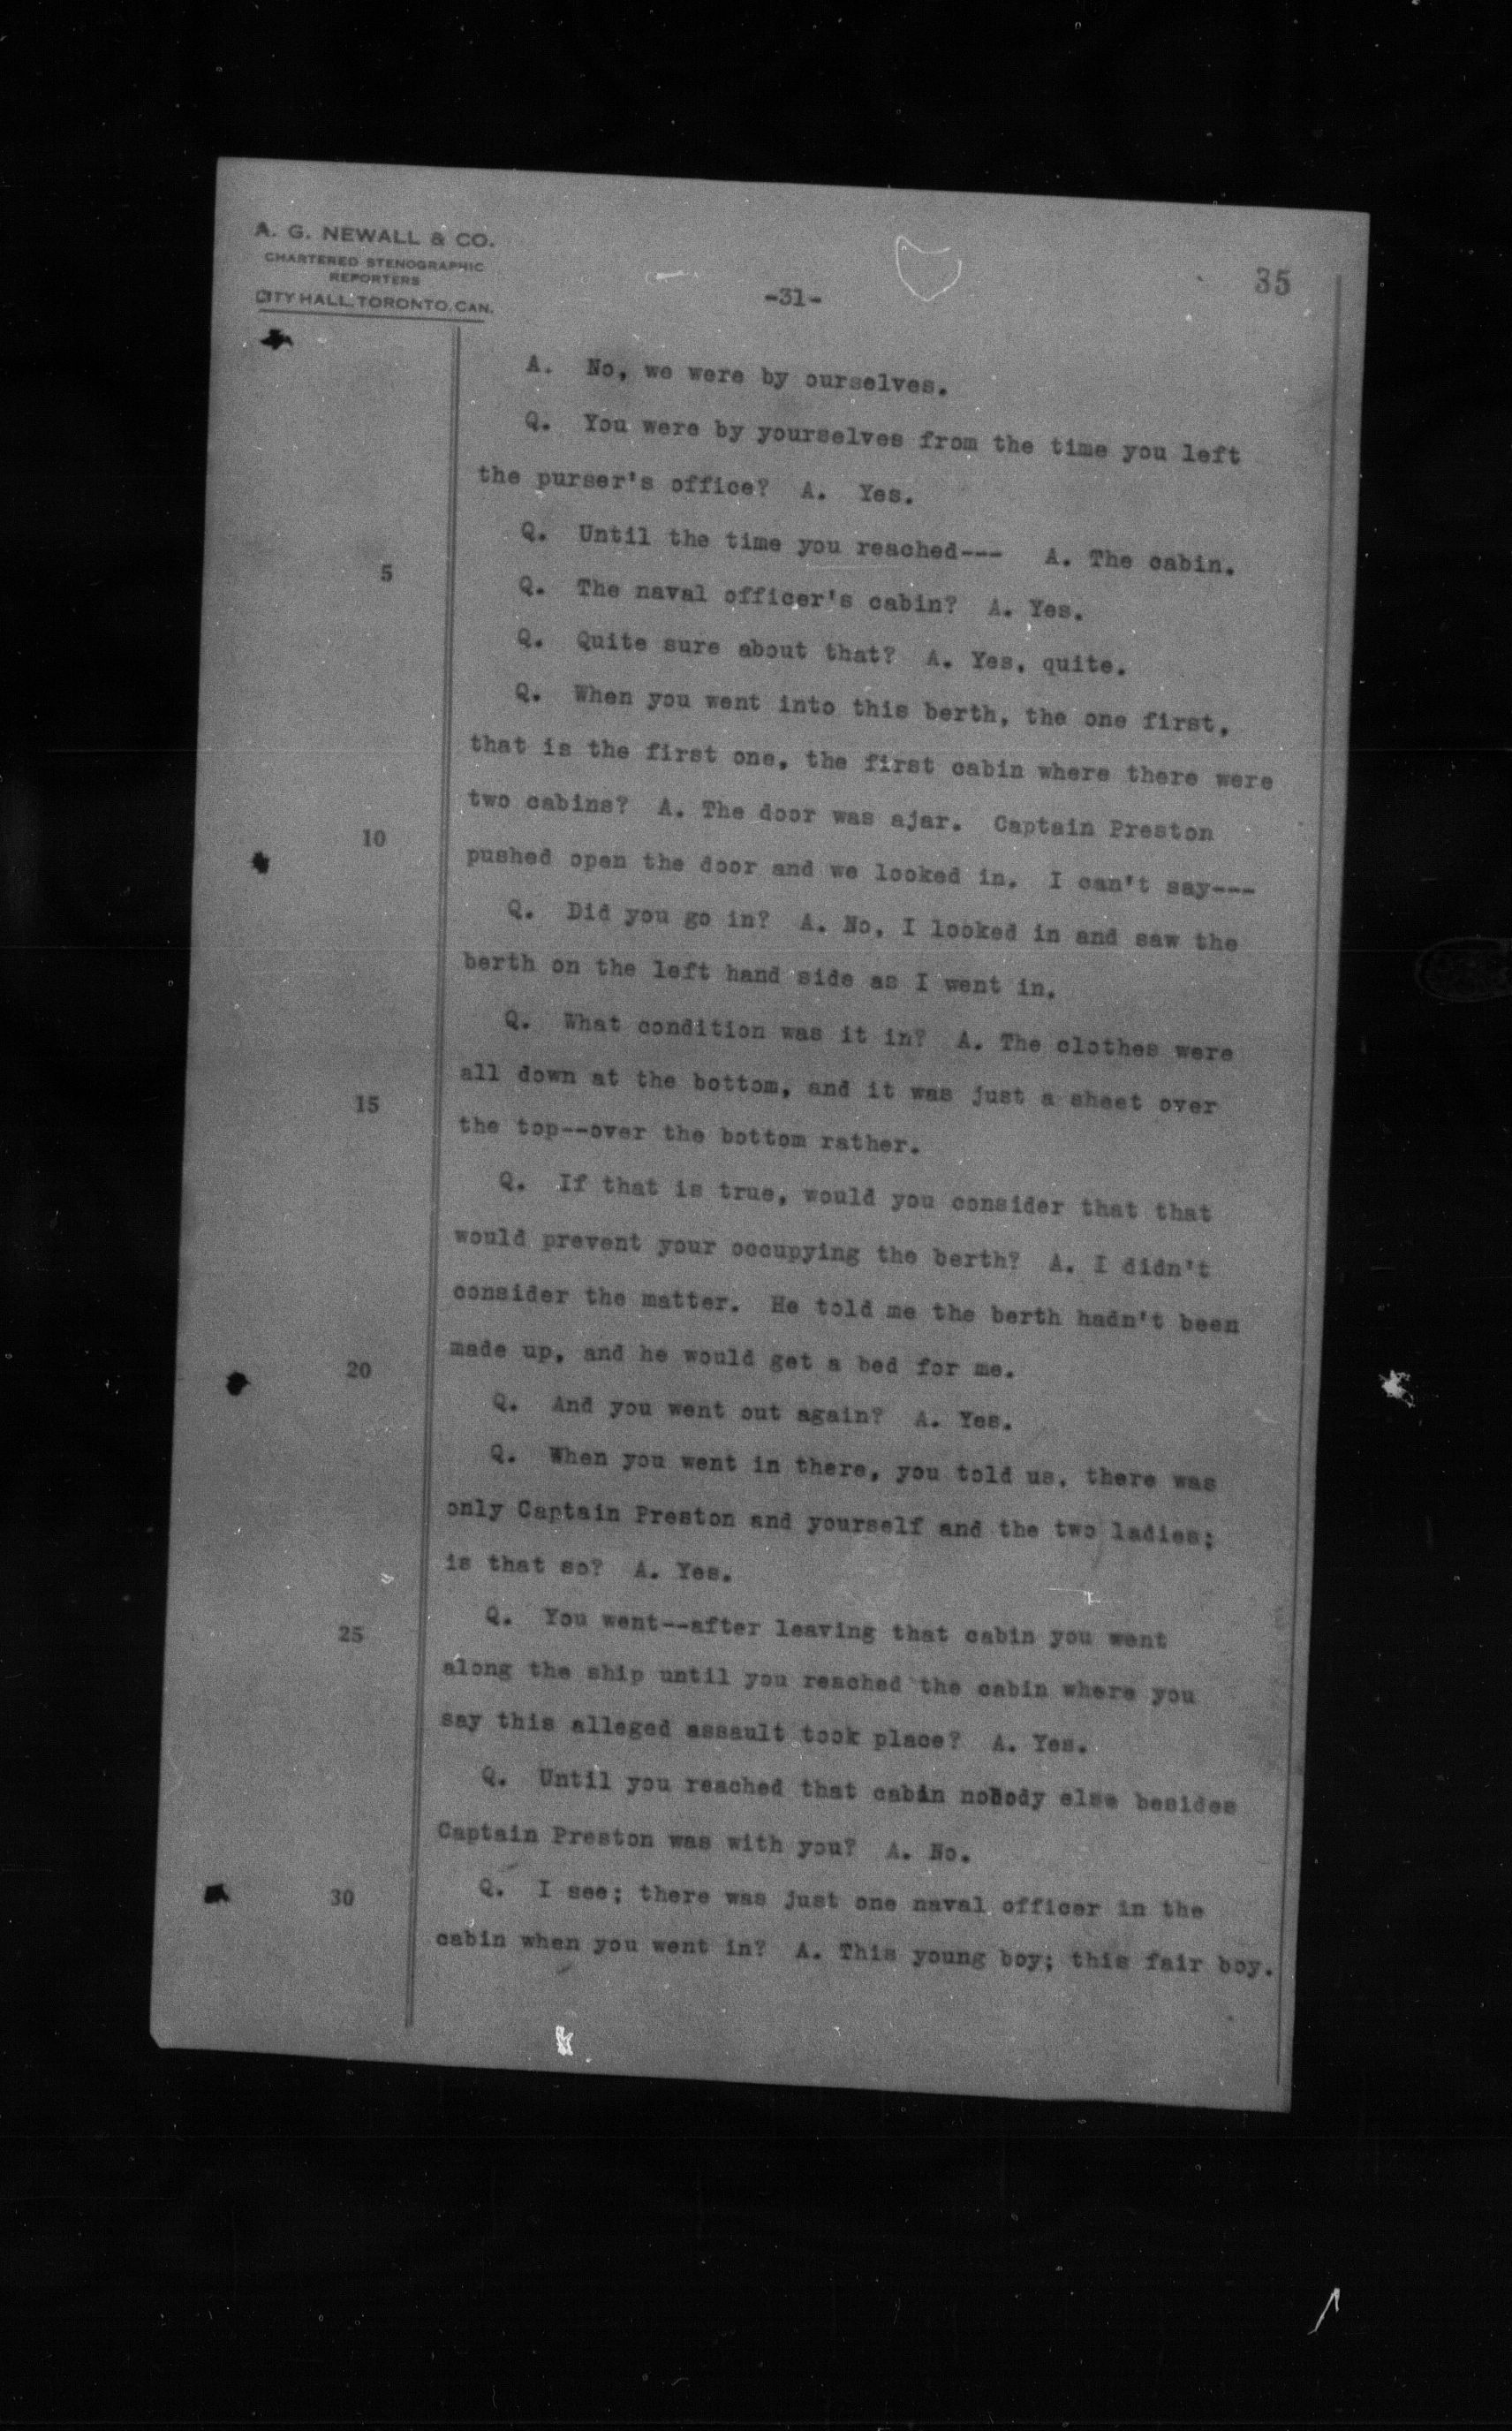 A. G. NEWALL & CO.
CHARTERED STENOGRAPHIC
REPORTERS
CITY HALL, TORONTO. CAN.
-31-
35
A. No, we were by ourselves.
Q. You were by yourselves from the time you left
the purser's office? A. Yes.
Q. Until the time you reached--- A. The cabin.
5
Q. The naval officer's cabin? A. Yes.
Q. Quite sure about that? A. Yes, quite.
Q. When you went into this berth, the one first,
that is the first one, the first cabin where there were
two cabins? A. The door was ajar. Captain Preston
10
pushed open the door and we looked in. I can't say---
Q. Did you go in? A. No, I looked in and saw the
berth on the left hand side as I went in.
Q. What condition was it in? A. The clothes were
all down at the bottom, and it was just a sheet over
15
the top--over the bottom rather.
Q. If that is true, would you consider that that
would prevent your occupying the berth? A. I didn't
consider the matter. He told me the berth hadn't been
made up, and he would get a bed for me.
20
Q. And you went out again? A. Yes.
Q. When you went in there, you told us, there was
only Captain Preston and yourself and the two ladies;
is that so? A. Yes.
Q. You went--after leaving that cabin you went
25
along the ship until you reached the cabin where you
say this alleged assault took place? A. Yes.
Q. Until you reached that cabin nobody else besides
Captain Preston was with you? A. No.
Q. I see; there was just one naval officer in the
30
cabin when you went in? A. This young boy; this fair boy.